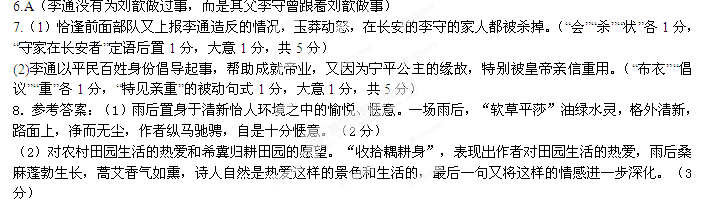 6.A（李通没有为刘歆做过事，而是其父李守曾跟着刘歆做事）
7.（1）恰逢前面部队又上报李通造反的情况，玉莽动怒，在长安的李守的家人都被杀掉。（“会”“杀”“状”各 1 分，
“守家在长安者”定语后置 1 分，大意 1 分，共 5 分）
(2)李通以平民百姓身份倡导起事，帮助成就帝业，又因为宁平公主的缘故，特别被皇帝亲信重用。（“布衣”“倡
议”“重”各 1 分，“特见亲重”的被动句式 1 分，大意 1 分，共 5 分）
8．参考答案：（1）雨后置身于清新怡人环境之中的愉悦、惬意。一场雨后，“软草平莎”油绿水灵，格外清新，
路面上，净而无尘，作者纵马驰骋，自是十分惬意。（2 分）
（2）对农村田园生活的热爱和希冀归耕田园的愿望。“收拾耦耕身”，表现出作者对田园生活的热爱，雨后桑
麻蓬勃生长，蒿艾香气如熏，诗人自然是热爱这样的景色和生活的，最后一句又将这样的情感进一步深化。（3
分）